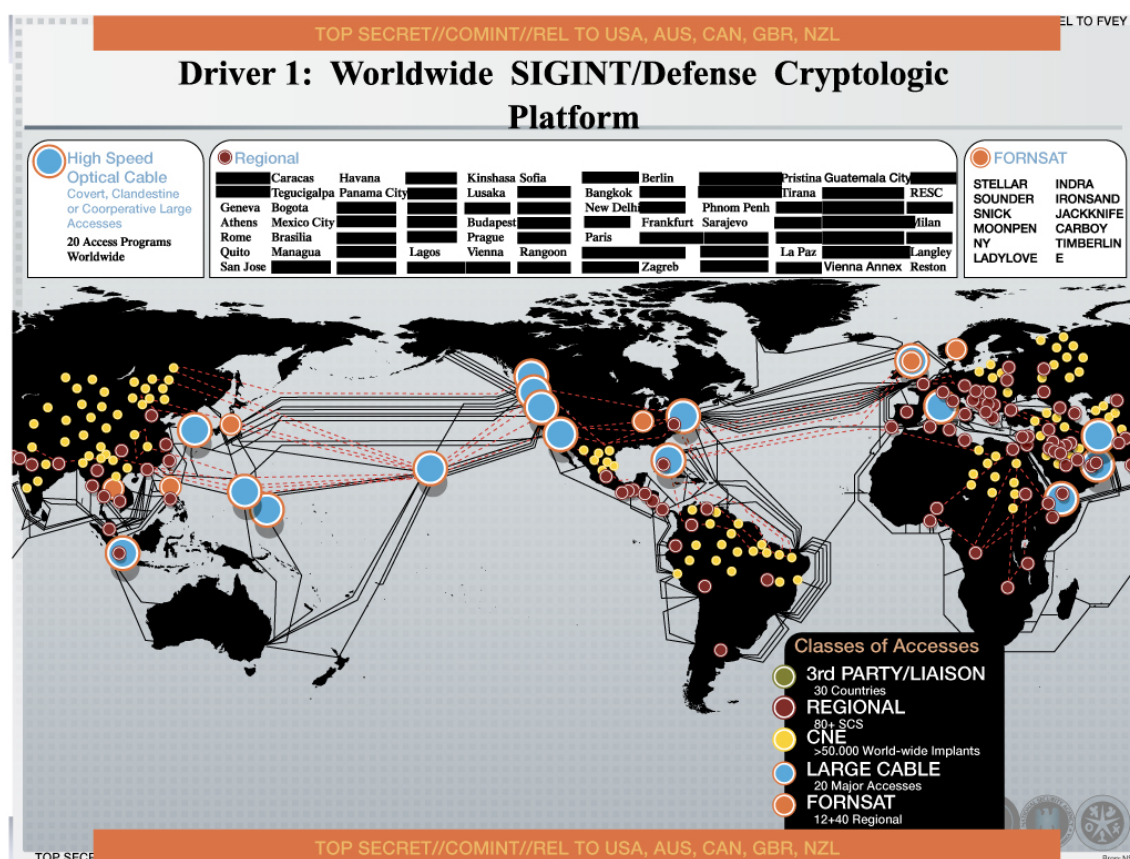 EL TO FVEY
TOP SECRET//COMINT//REL TO USA, AUS, CAN, GBR, NZL
Driver 1: Worldwide SIGINT/Defense Cryptologic
Platform
High Speed
Optical Cable
Covert, Clandestine
or Coorperative Large
Accesses
20 Access Programs
Worldwide
Regional
Caracas Havana Kinshasa Sofia Berlin Pristina Guatemala City
Tegucigalpa Panama City Lusaka Bangkok Tirana RESC
Geneva Bogota New Delhi Phnom Penh
Athens Mexico City Budapest Frankfurt Sarajevo Milan
Rome Brasilia Prague Paris
Quito Managua Lagos Vienna Rangoon La Paz Langley
San Jose Zagreb Vienna Annex Reston
FORNSAT
STELLAR INDRA
SOUNDER IRONSAND
SNICK JACKKNIFE
MOONPEN CARBOY
NY TIMBERLIN
LADYLOVE E
Classes of Accesses
3rd PARTY/LIAISON
30 Countries
REGIONAL
80+ SCS
CNE
>50.000 World-wide Implants
LARGE CABLE
20 Major Accesses
FORNSAT
12+40 Regional
TOP SECRET//COMINT//REL TO USA, AUS, CAN, GBR, NZL
TOP SECR